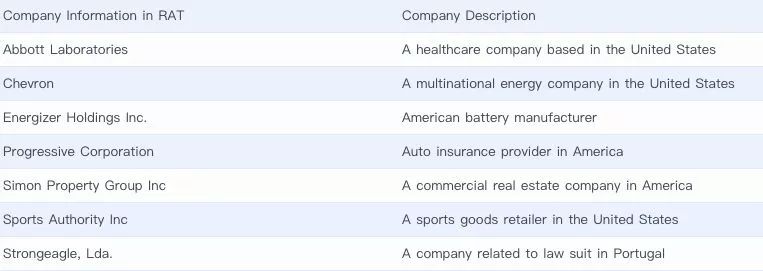 Company Information in RAT Company Description
Abbott Laboratories A healthcare company based in the United States
Chevron A multinational energy company in the United States
Energizer Holdings Inc. American battery manufacturer
Progressive Corporation Auto insurance provider in America
Simon Property Group Inc A commercial real estate company in America
Sports Authority Inc A sports goods retailer in the United States
Strongeagle, Lda. A company related to law suit in Portugal